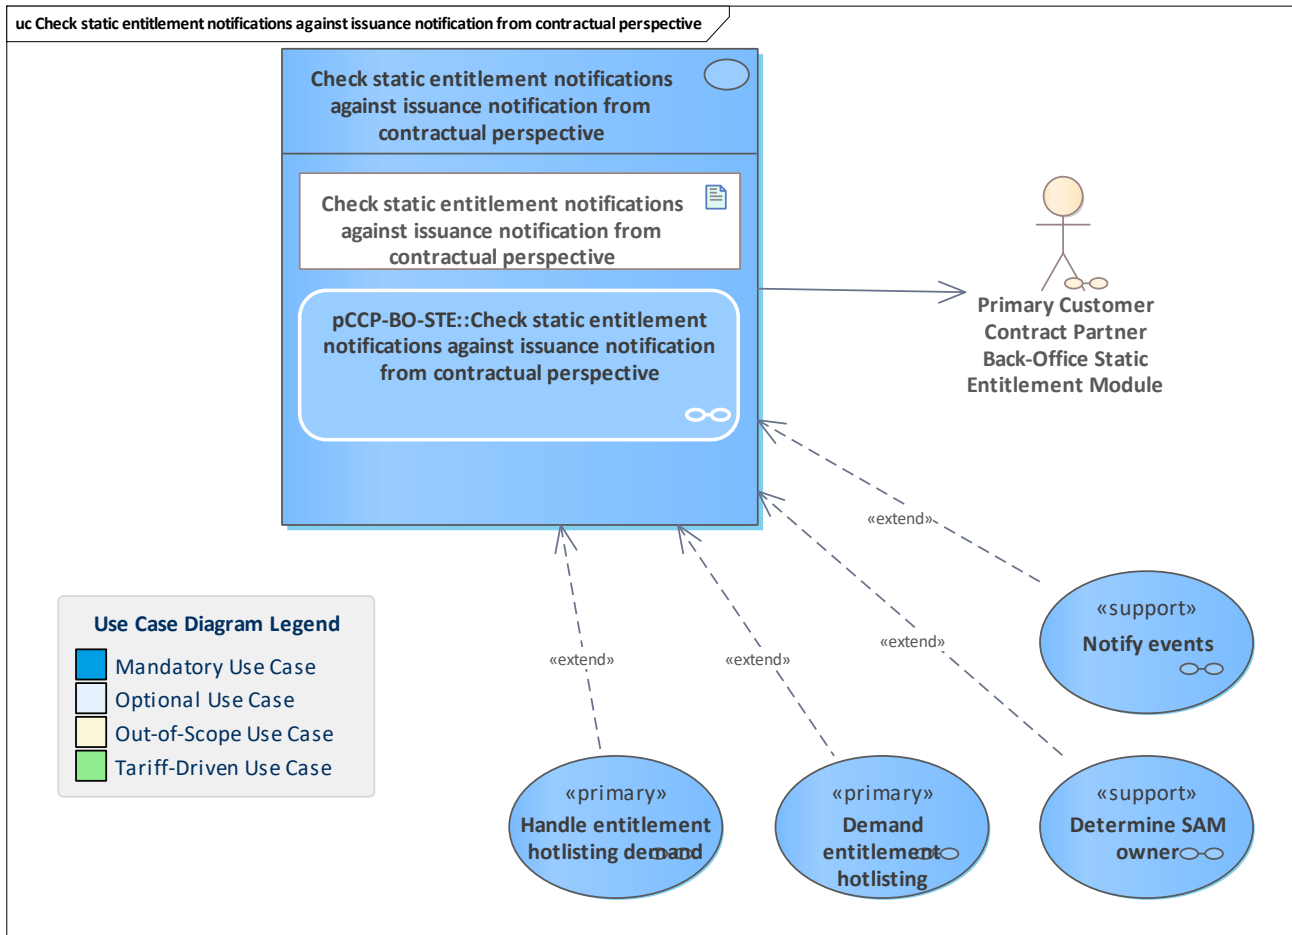 uc Check static entitlement notifications against issuance notification from contractual perspective
Check static entitlement notifications
against issuance notification from
contractual perspective
Check static entitlement notifications
against issuance notification from
contractual perspective
pCCP-BO-STE::Check static entitlement
notifications against issuance notification
from contractual perspective
Primary Customer
Contract Partner
Back-Office Static
Entitlement Module
«extend»
«extend»
«extend»
«extend»
«support»
Notify events
Use Case Diagram Legend
Mandatory Use Case
Optional Use Case
Out-of-Scope Use Case
Tariff-Driven Use Case
«primary»
Handle entitlement
hotlisting demand
«primary»
Demand
entitlement
hotlisting
«support»
Determine SAM
owner